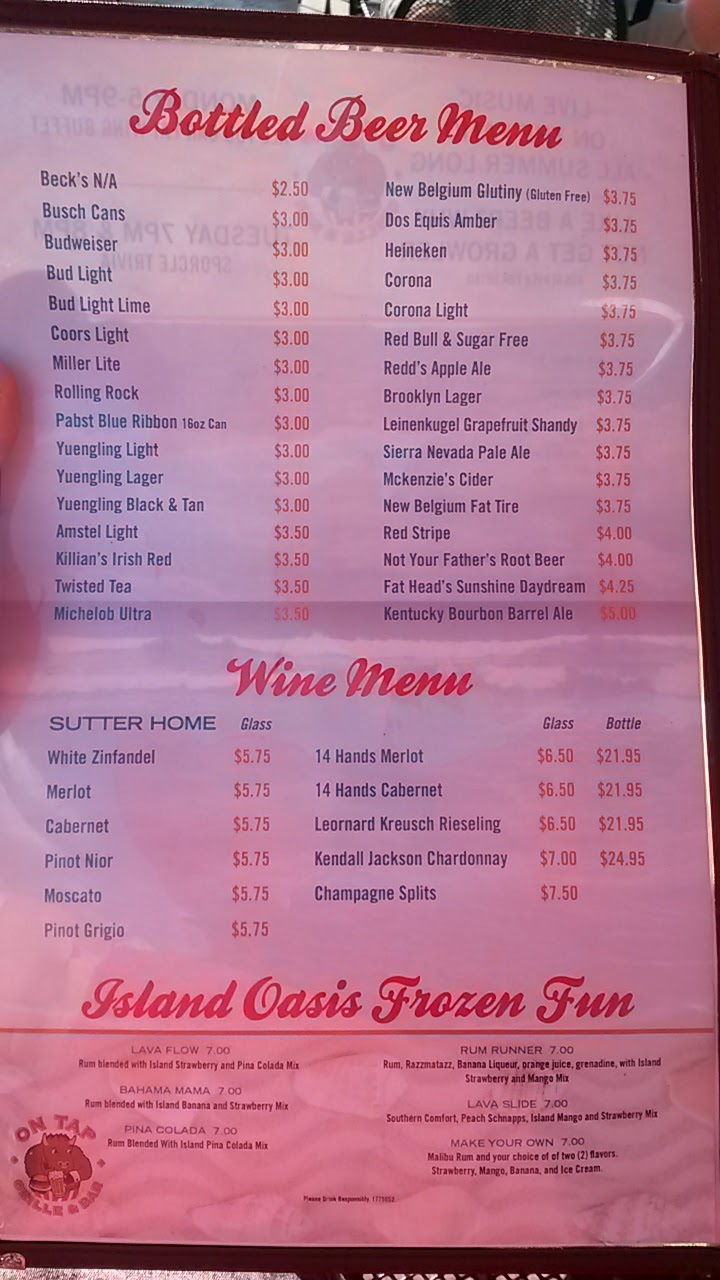 Bottled Beer Menu
Beck's N/A $2.50
Busch Cans $3.00
Budweiser $3.00
Bud Light $3.00
Bud Light Lime $3.00
Coors Light $3.00
Miller Lite $3.00
Rolling Rock $3.00
Pabst Blue Ribbon 16oz Can $3.00
Yuengling Light $3.00
Yuengling Lager $3.00
Yuengling Black & Tan $3.00
Amstel Light $3.50
Killian's Irish Red $3.50
Twisted Tea $3.50
Michelob Ultra $3.50
New Belgium Glutiny (Gluten Free) $3.75
Dos Equis Amber $3.75
Heineken $3.75
Corona $3.75
Corona Light $3.75
Red Bull & Sugar Free $3.75
Redd's Apple Ale $3.75
Brooklyn Lager $3.75
Leinenkugel Grapefruit Shandy $3.75
Sierra Nevada Pale Ale $3.75
Mckenzie's Cider $3.75
New Belgium Fat Tire $3.75
Red Stripe $4.00
Not Your Father's Root Beer $4.00
Fat Head's Sunshine Daydream $4.25
Kentucky Bourbon Barrel Ale $5.00
Wine Menu
SUTTER HOME Glass
White Zinfandel $5.75
Merlot $5.75
Cabernet $5.75
Pinot Nior $5.75
Moscato $5.75
Pinot Grigio $5.75
Glass Bottle
14 Hands Merlot $6.50 $21.95
14 Hands Cabernet $6.50 $21.95
Leornard Kreusch Rieseling $6.50 $21.95
Kendall Jackson Chardonnay $7.00 $24.95
Champagne Splits $7.50
Island Oasis Frozen Fun
LAVA FLOW 7.00
Rum blended with Island Strawberry and Pina Colada Mix
BAHAMA MAMA 7.00
Rum blended with Island Banana and Strawberry Mix
PINA COLADA 7.00
Rum Blended With Island Pina Colada Mix
RUM RUNNER 7.00
Rum, Razzmatazz, Banana Liqueur, orange juice, grenadine, with Island
Strawberry and Mango Mix
LAVA SLIDE 7.00
Southern Comfort, Peach Schnapps, Island Mango and Strawberry Mix
MAKE YOUR OWN 7.00
Malibu Rum and your choice of of two (2) flavors.
Strawberry, Mango, Banana, and Ice Cream.
ON TAP
GRILLE & BAR
Please Drink Responsibly.